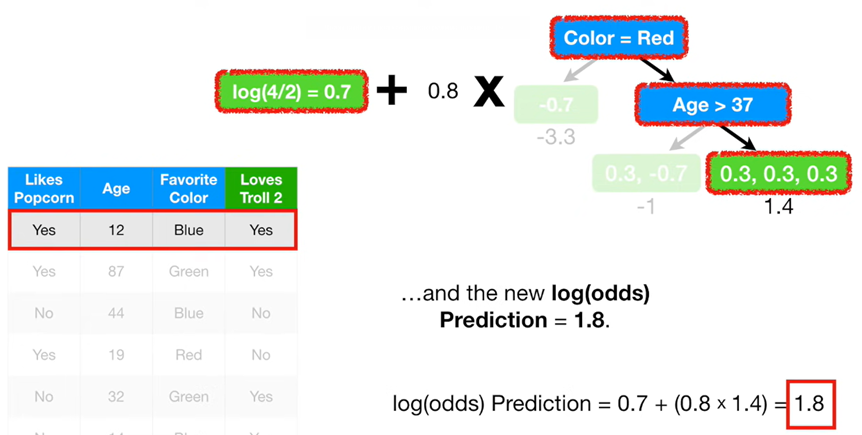 Color = Red
log(4/2) = 0.7 + 0.8 X
-0.7
Age > 37
-3.3
0.3, -0.7
0.3, 0.3, 0.3
-1
1.4
Likes Popcorn Age Favorite Color Loves Troll 2
Yes 12 Blue Yes
Yes 87 Green Yes
No 44 Blue No
Yes 19 Red No
No 32 Green Yes
…and the new log(odds)
Prediction = 1.8.
log(odds) Prediction = 0.7 + (0.8 x 1.4) = 1.8